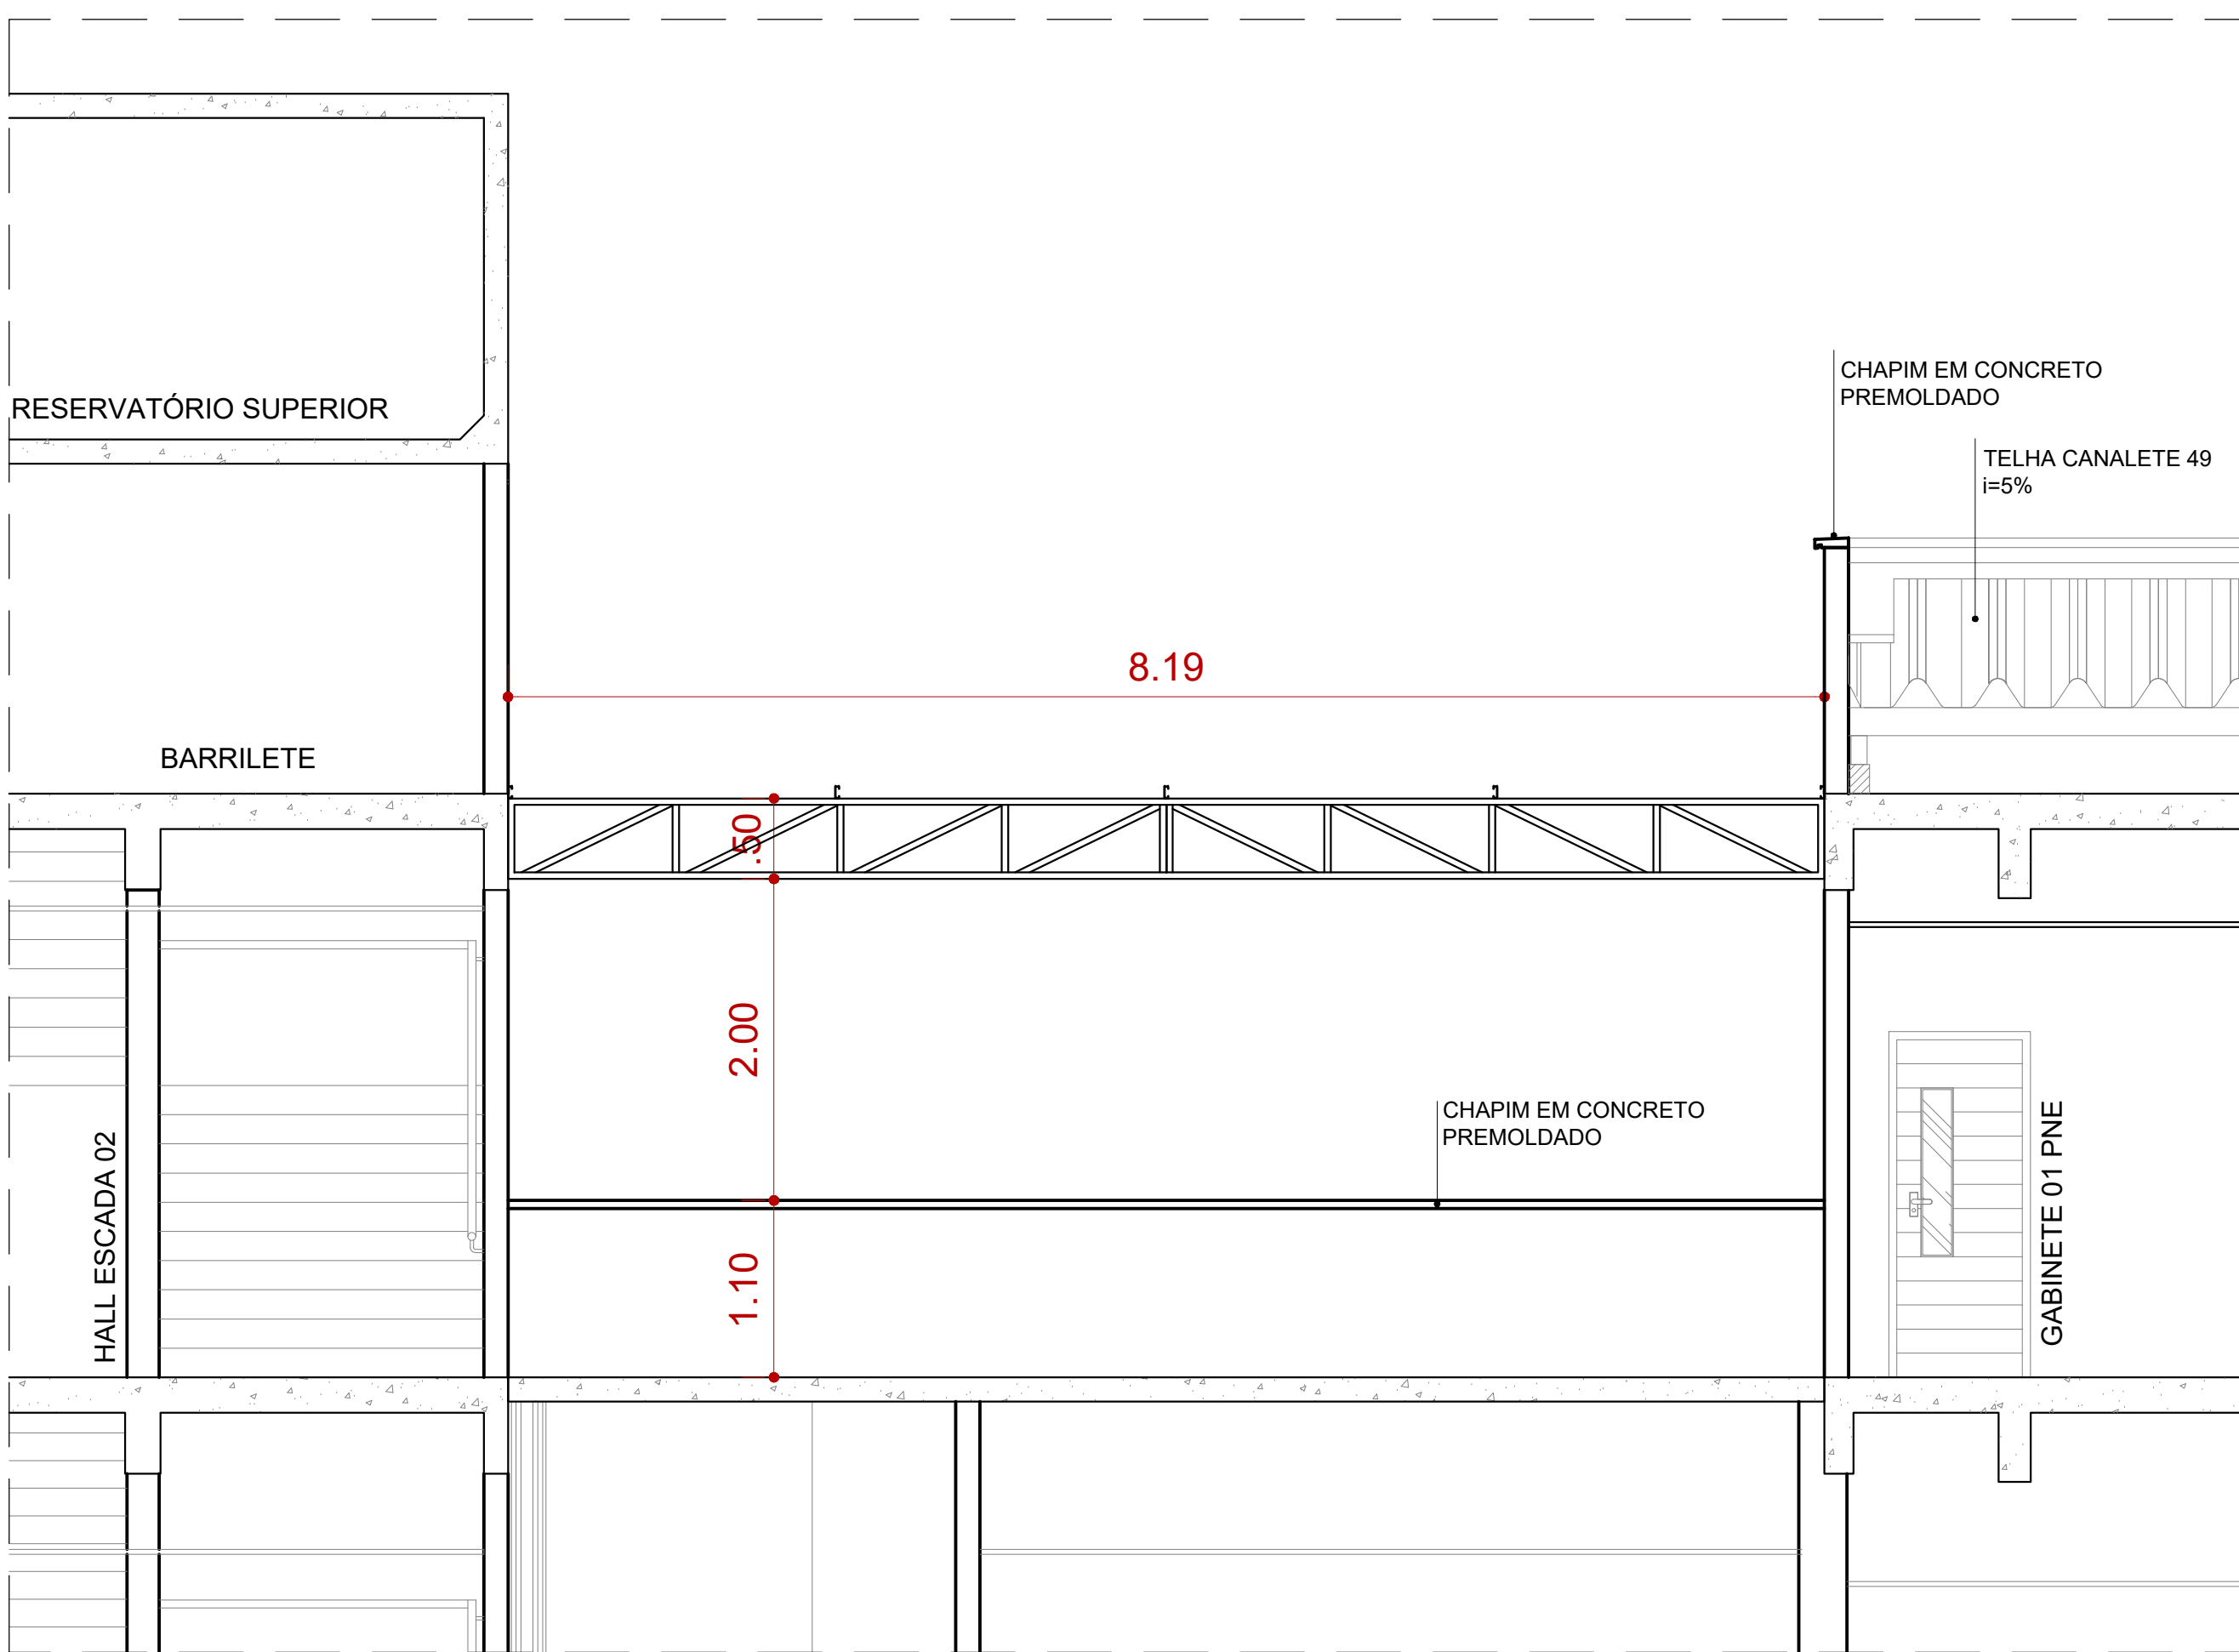 CHAPIM EM CONCRETO
PREMOLDADO
RESERVATÓRIO SUPERIOR
TELHA CANALETE 49
i=5%
8.19
BARRILETE
.50
2.00
CHAPIM EM CONCRETO
PREMOLDADO
HALL ESCADA 02
GABINETE 01 PNE
1.10